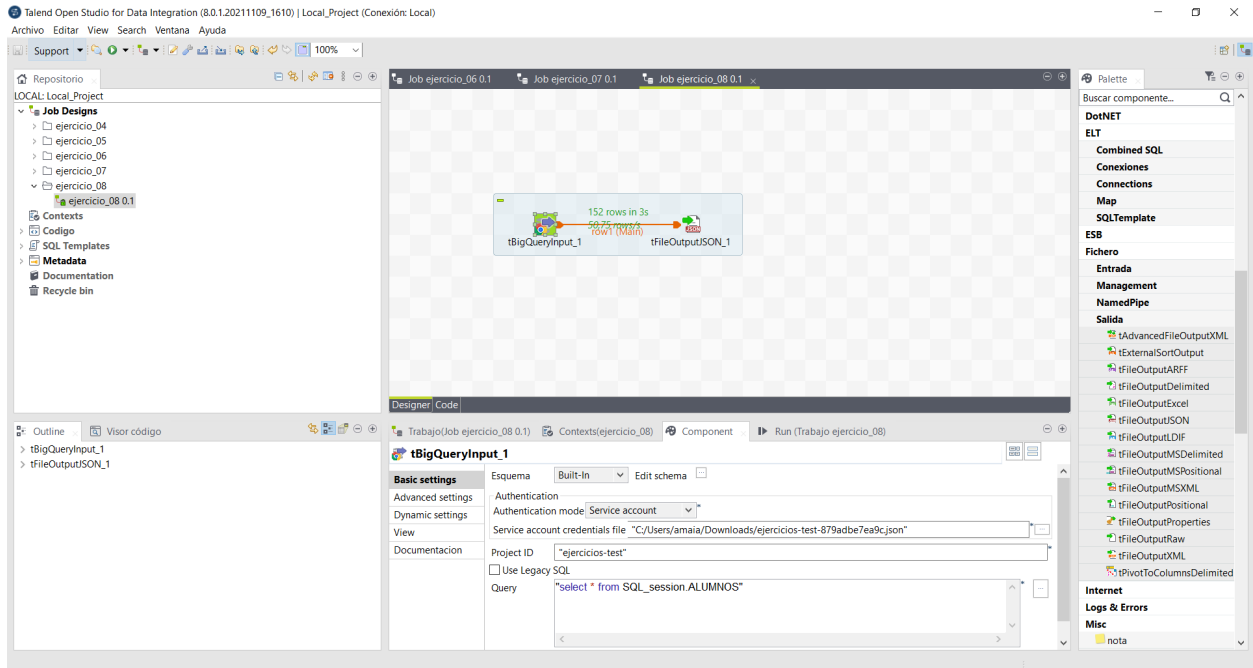 Talend Open Studio for Data Integration (8.0.1.20211109_1610) | Local_Project (Conexión: Local)
Archivo Editar View Search Ventana Ayuda
Support 100%
Repositorio
LOCAL: Local_Project
Job Designs
ejercicio_04
ejercicio_05
ejercicio_06
ejercicio_07
ejercicio_08
ejercicio_08 0.1
Contexts
Codigo
SQL Templates
Metadata
Documentation
Recycle bin
Job ejercicio_06 0.1 Job ejercicio_07 0.1 Job ejercicio_08 0.1
152 rows in 3s
50,75 rows/s
row1 (Main)
tBigQueryInput_1 tFileOutputJSON_1
Designer Code
Palette
Buscar componente...
DotNET
ELT
Combined SQL
Conexiones
Connections
Map
SQLTemplate
ESB
Fichero
Entrada
Management
NamedPipe
Salida
tAdvancedFileOutputXML
tExternalSortOutput
tFileOutputARFF
tFileOutputDelimited
tFileOutputExcel
tFileOutputJSON
tFileOutputLDIF
tFileOutputMSDelimited
tFileOutputMSPositional
tFileOutputMSXML
tFileOutputPositional
tFileOutputProperties
tFileOutputRaw
tFileOutputXML
tPivotToColumnsDelimited
Internet
Logs & Errors
Misc
nota
Outline Visor código
tBigQueryInput_1
tFileOutputJSON_1
Trabajo(Job ejercicio_08 0.1) Contexts(ejercicio_08) Component Run (Trabajo ejercicio_08)
tBigQueryInput_1
Basic settings
Advanced settings
Dynamic settings
View
Documentacion
Esquema Built-In Edit schema
Authentication
Authentication mode Service account *
Service account credentials file "C:/Users/amaia/Downloads/ejercicios-test-879adbe7ea9c.json" *
Project ID "ejercicios-test" *
Use Legacy SQL
Query "select * from SQL_session.ALUMNOS" *